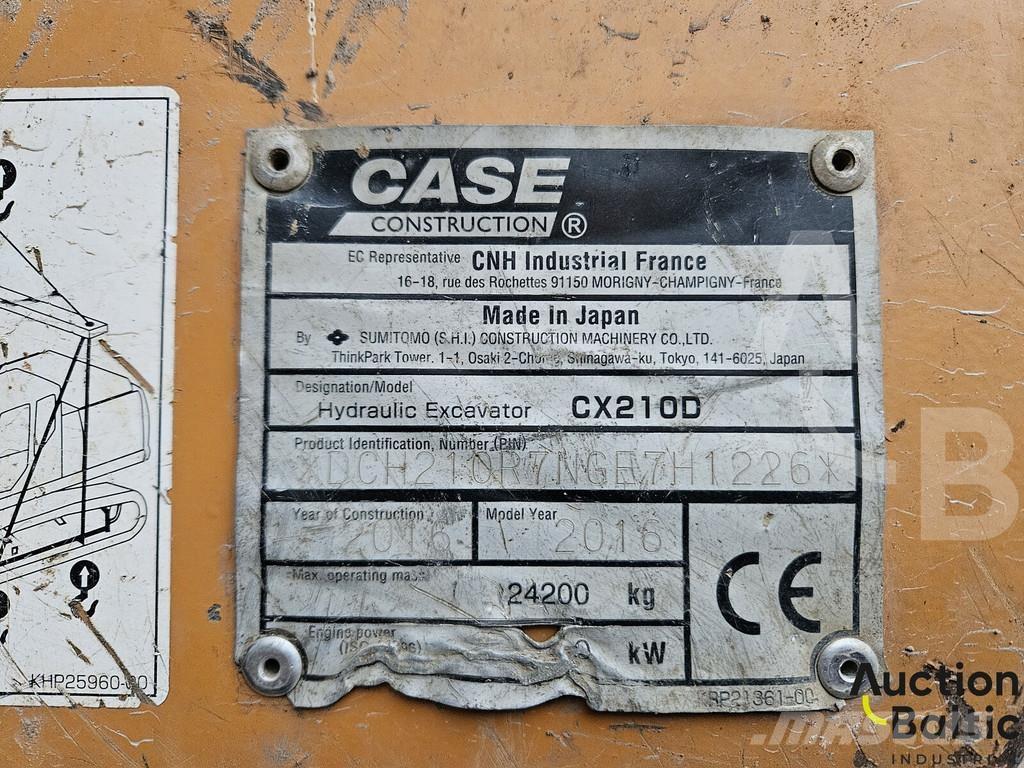 CASE
CONSTRUCTION ®
EC Representative CNH Industrial France
16-18, rue des Rochettes 91150 MORIGNY-CHAMPIGNY-France
Made in Japan
By SUMITOMO (S.H.I.) CONSTRUCTION MACHINERY CO.,LTD.
ThinkPark Tower. 1-1, Osaki 2-Chome, Shinagawa-ku, Tokyo, 141-6025, Japan
Designation/Model
Hydraulic Excavator CX210D
Product Identification, Number (PIN)
*DCH210R7NGE7H1226*
Year of Construction Model Year
2016 2016
CE
Max. operating mass
24200 kg
Engine power
kW
KHP25960-00
Auction
Baltic
INDUSTRIAL
A-B